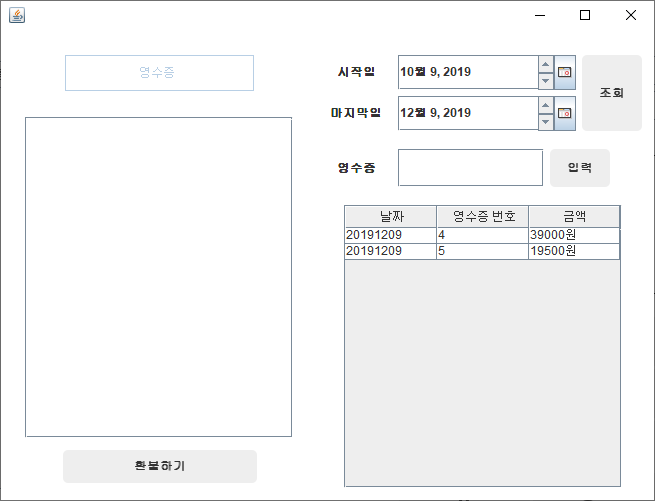 영수증
환불하기
시작일 10월 9, 2019
마지막일 12월 9, 2019
조회
영수증 입력
날짜 영수증 번호 금액
20191209 4 39000원
20191209 5 19500원